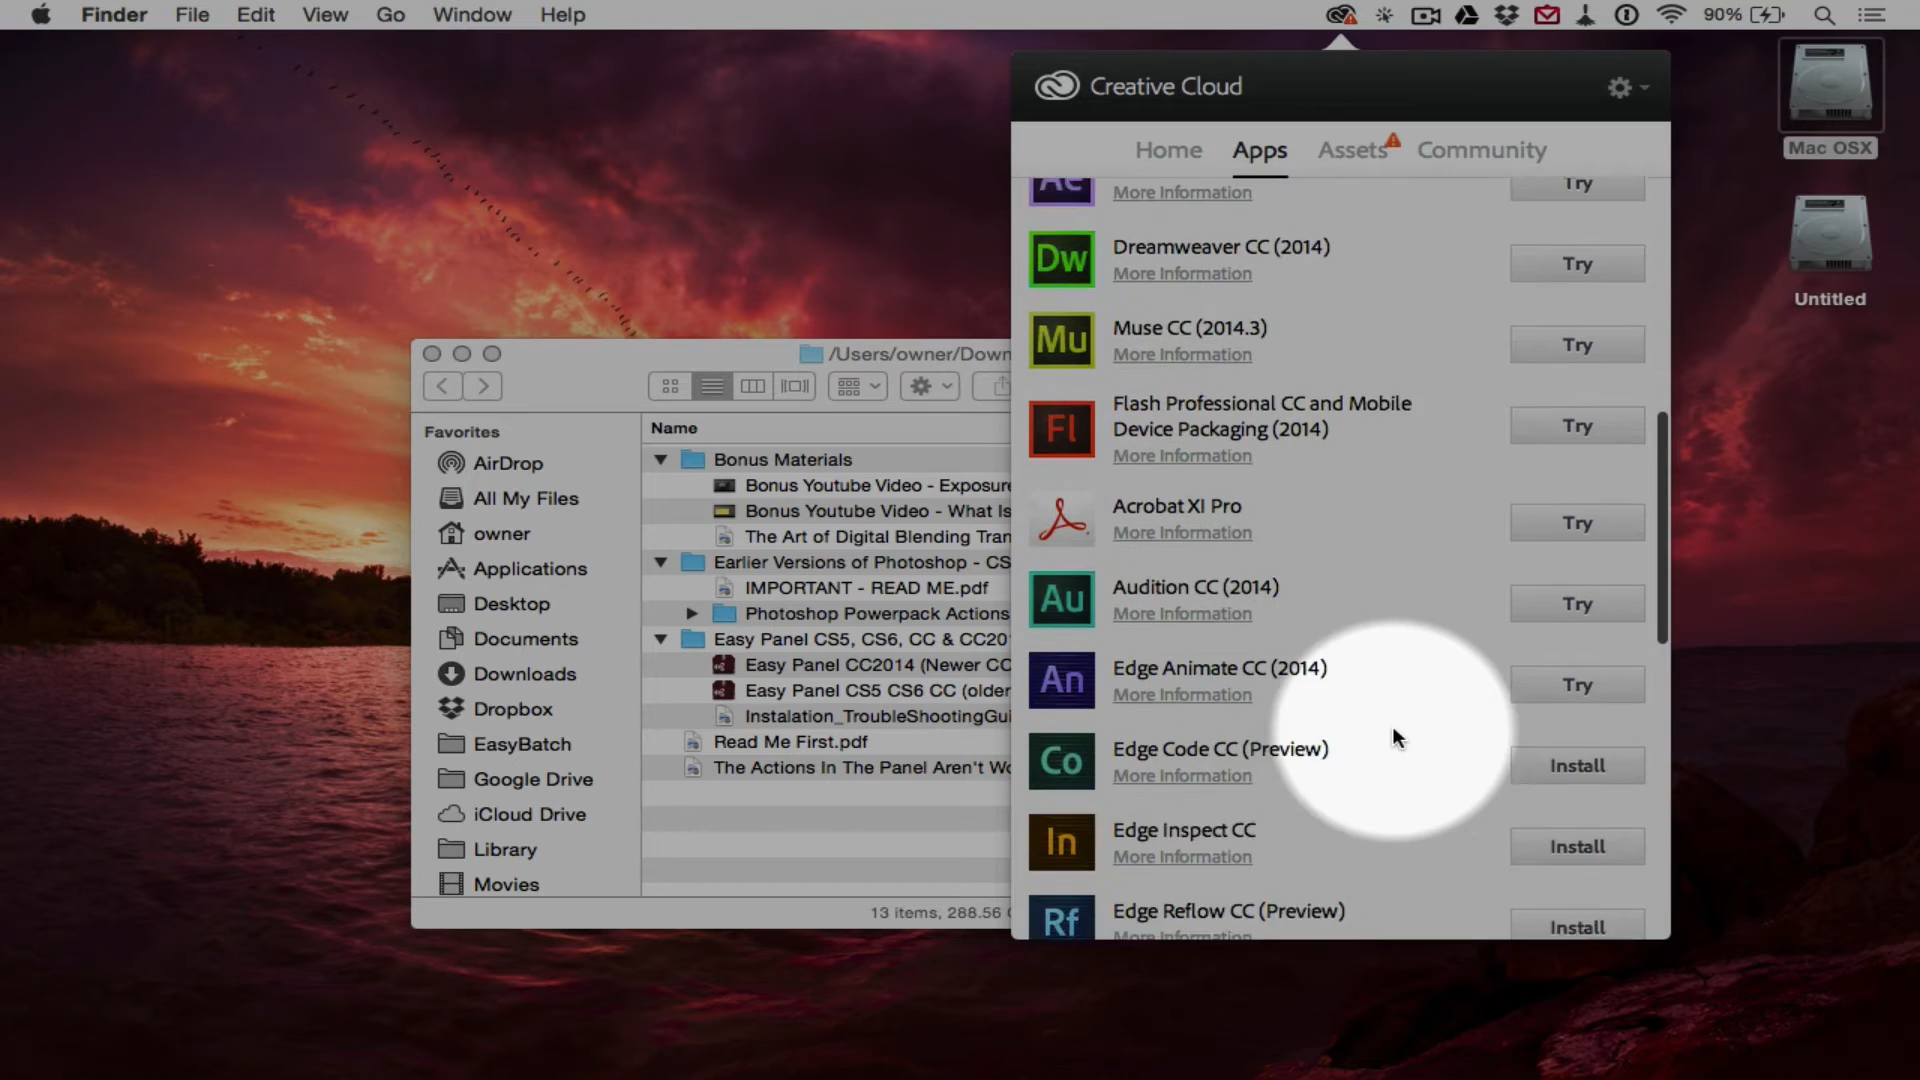 Finder File Edit View Go Window Help
90%
Mac OSX
Untitled
Creative Cloud
Home Apps Assets Community
Ae
More Information
Try
Dw
Dreamweaver CC (2014)
More Information
Try
Mu
Muse CC (2014.3)
More Information
Try
Fl
Flash Professional CC and Mobile
Device Packaging (2014)
More Information
Try
Acrobat XI Pro
More Information
Try
Au
Audition CC (2014)
More Information
Try
An
Edge Animate CC (2014)
More Information
Try
Co
Edge Code CC (Preview)
More Information
Install
In
Edge Inspect CC
More Information
Install
Rf
Edge Reflow CC (Preview)
More Information
Install
/Users/owner/Down
Favorites
AirDrop
All My Files
owner
Applications
Desktop
Documents
Downloads
Dropbox
EasyBatch
Google Drive
iCloud Drive
Library
Movies
Name
Bonus Materials
Bonus Youtube Video - Exposure
Bonus Youtube Video - What Is
The Art of Digital Blending Tran
Earlier Versions of Photoshop - CS
IMPORTANT - READ ME.pdf
Photoshop Powerpack Actions
Easy Panel CS5, CS6, CC & CC20
Easy Panel CC2014 (Newer CC
Easy Panel CS5 CS6 CC (older
Instalation_TroubleShootingGui
Read Me First.pdf
The Actions In The Panel Aren't Wo
13 items, 288.56